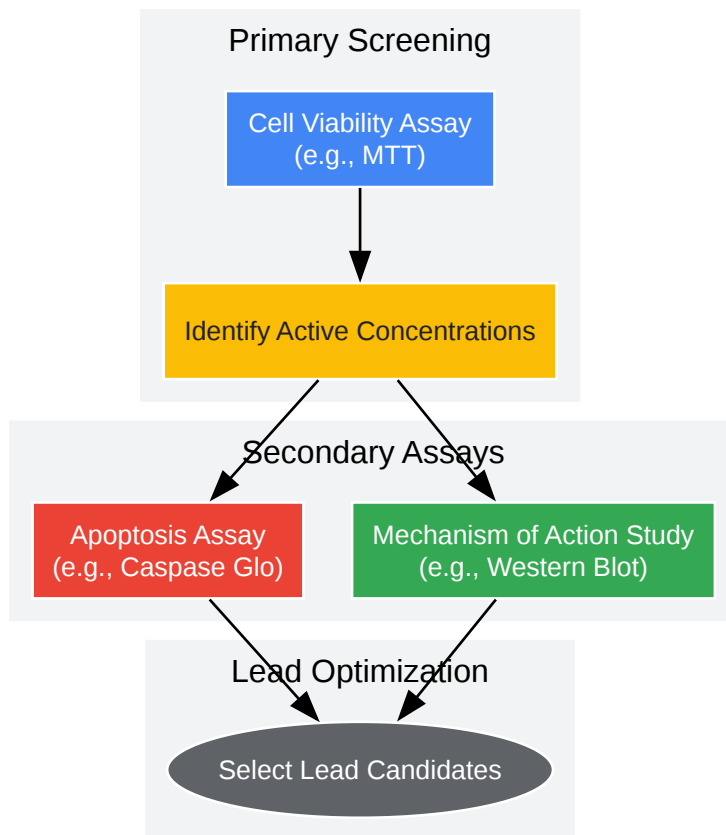 Primary Screening
Cell Viability Assay
(e.g., MTT)
Identify Active Concentrations
Secondary Assays
Apoptosis Assay
(e.g., Caspase Glo)
Mechanism of Action Study
(e.g., Western Blot)
Lead Optimization
Select Lead Candidates